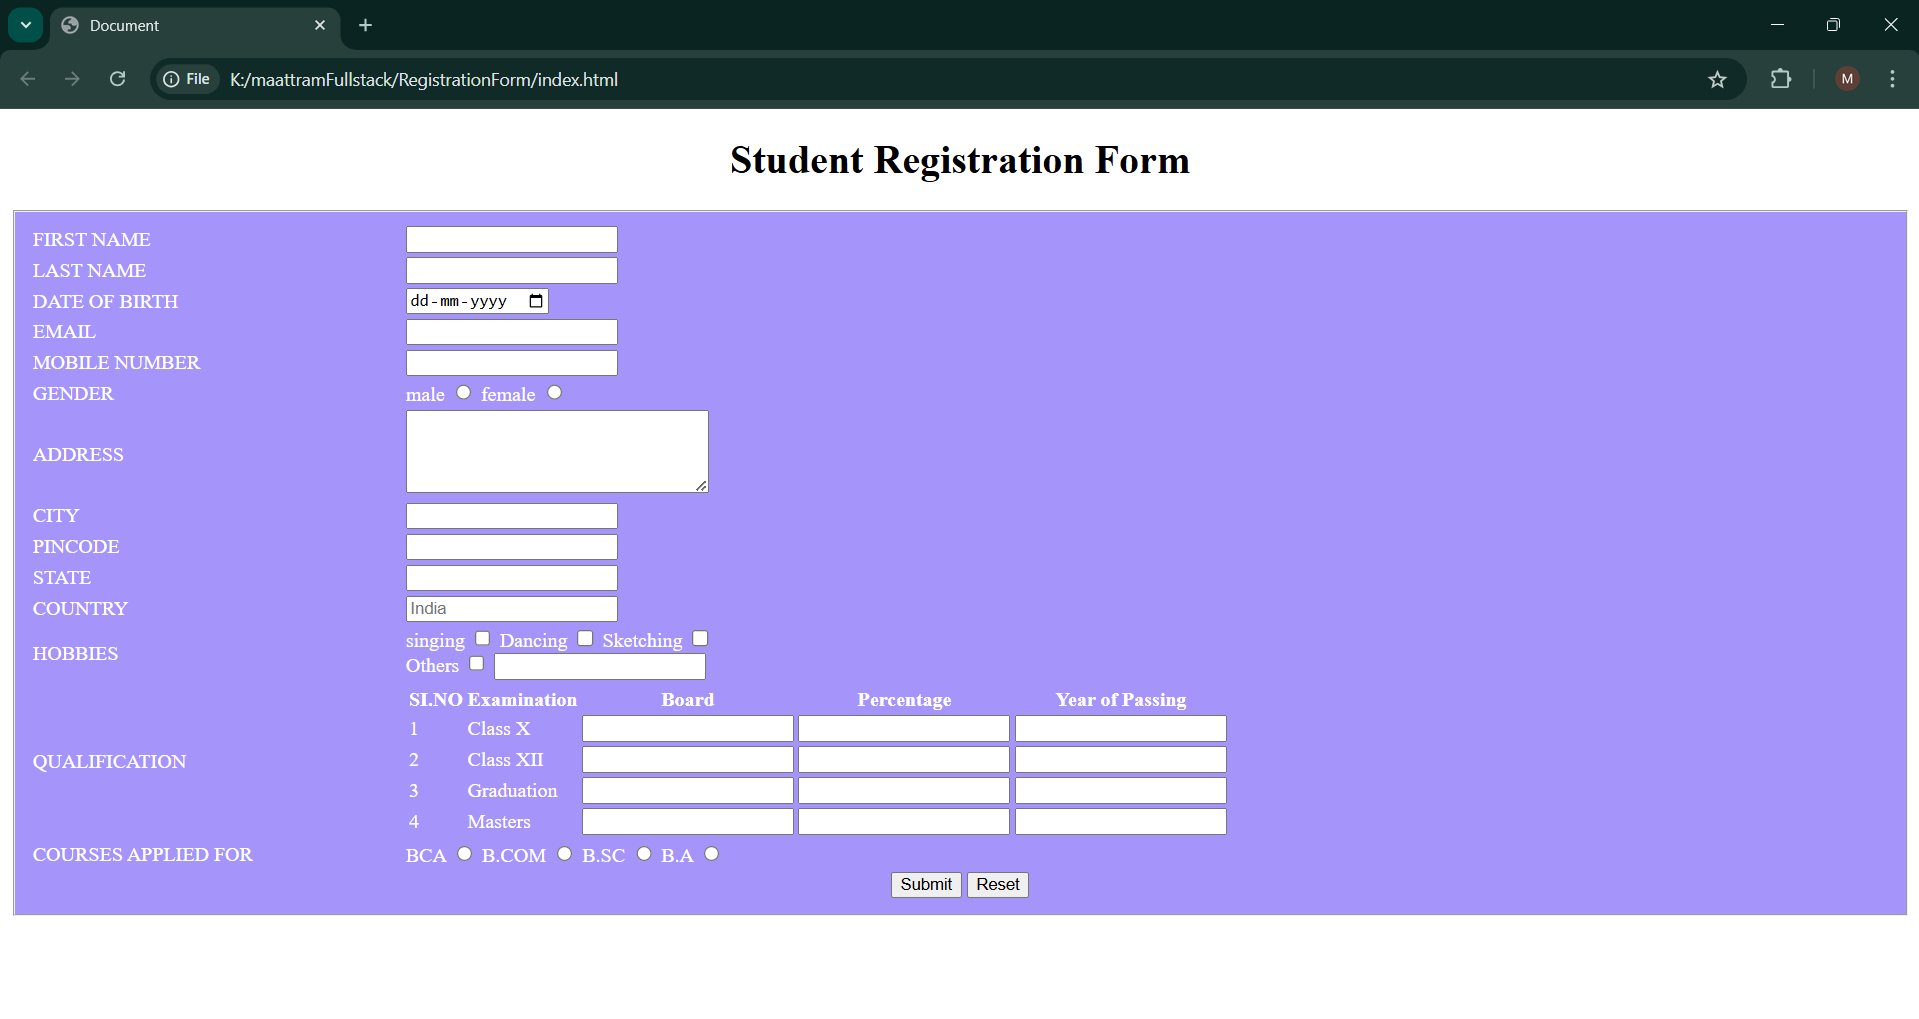 Document
File K:/maattramFullstack/RegistrationForm/index.html
M
Student Registration Form
FIRST NAME
LAST NAME
DATE OF BIRTH dd-mm-yyyy
EMAIL
MOBILE NUMBER
GENDER male female
ADDRESS
CITY
PINCODE
STATE
COUNTRY India
HOBBIES singing Dancing Sketching
Others
QUALIFICATION
SI.NO Examination Board Percentage Year of Passing
1 Class X
2 Class XII
3 Graduation
4 Masters
COURSES APPLIED FOR BCA B.COM B.SC B.A
Submit Reset